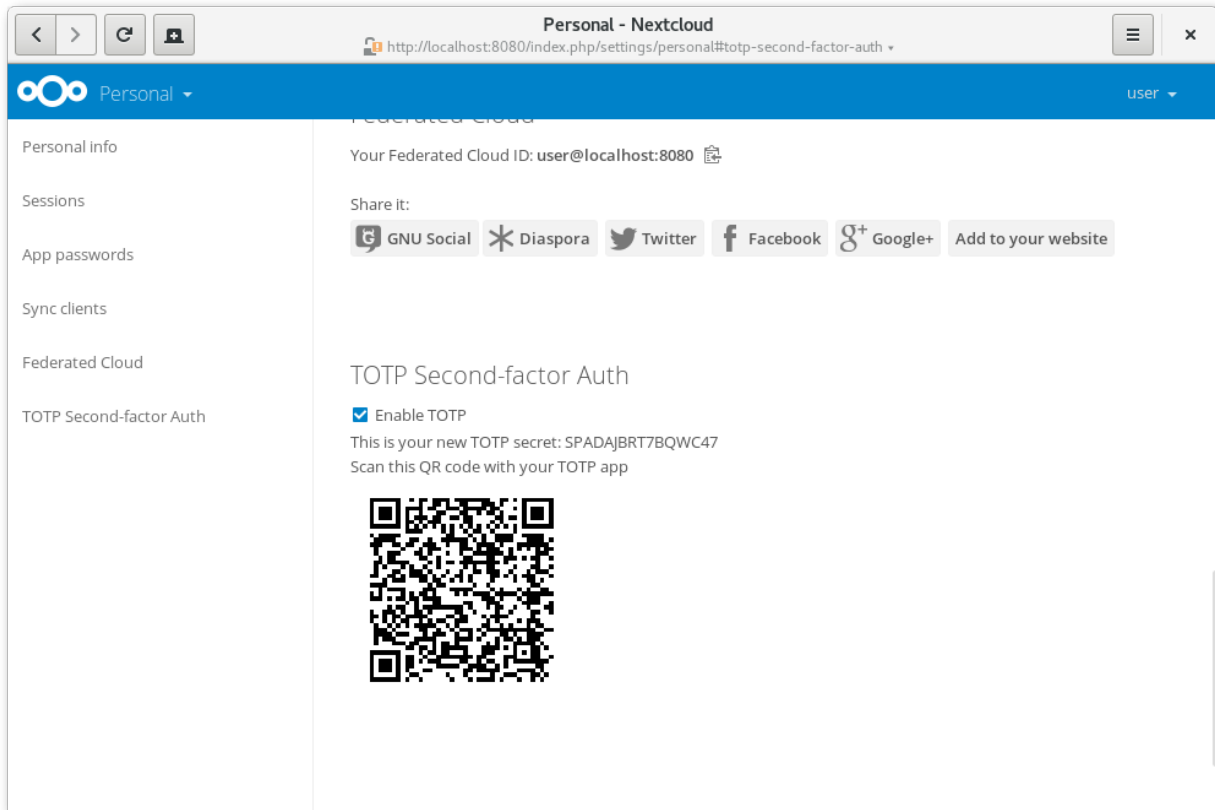 Personal - Nextcloud
http://localhost:8080/index.php/settings/personal#totp-second-factor-auth
Personal
user
Personal info
Sessions
App passwords
Sync clients
Federated Cloud
TOTP Second-factor Auth
Federated Cloud
Your Federated Cloud ID: user@localhost:8080
Share it:
GNU Social Diaspora Twitter Facebook Google+ Add to your website
TOTP Second-factor Auth
Enable TOTP
This is your new TOTP secret: SPADAJBRT7BQWC47
Scan this QR code with your TOTP app